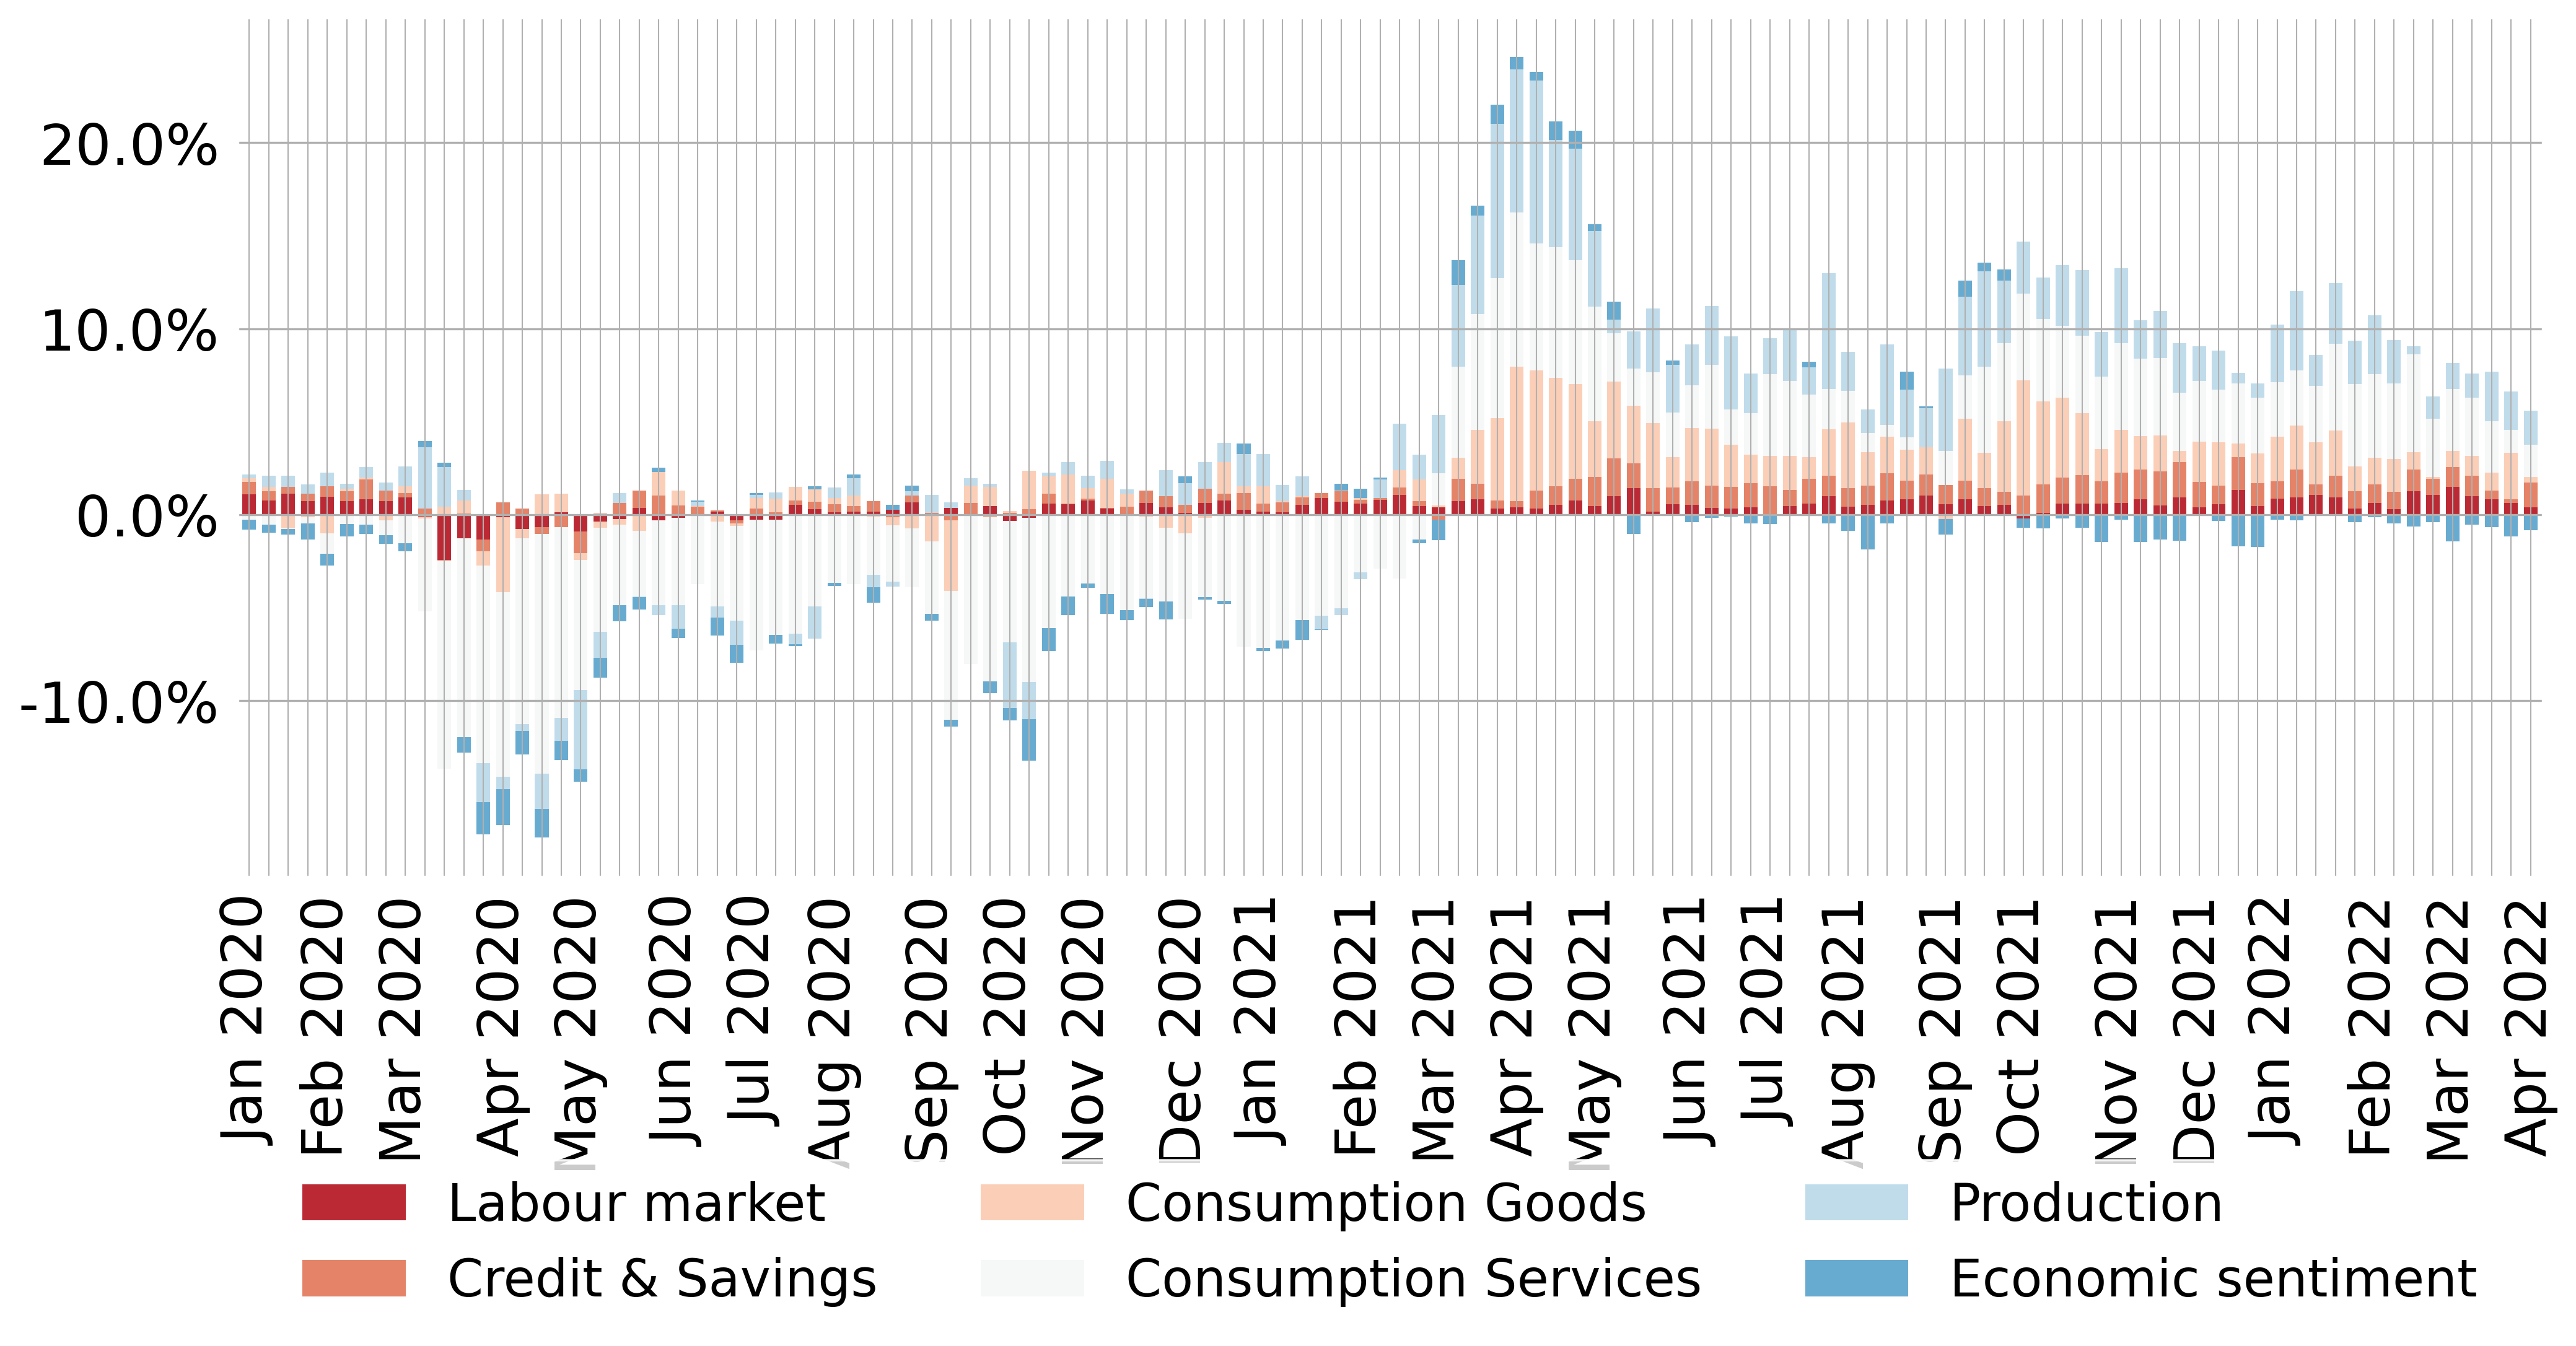 20.0%
10.0%
0.0%
-10.0%
Jan 2020
Feb 2020
Mar 2020
Apr 2020
May 2020
Jun 2020
Jul 2020
Aug 2020
Sep 2020
Oct 2020
Nov 2020
Dec 2020
Jan 2021
Feb 2021
Mar 2021
Apr 2021
May 2021
Jun 2021
Jul 2021
Aug 2021
Sep 2021
Oct 2021
Nov 2021
Dec 2021
Jan 2022
Feb 2022
Mar 2022
Apr 2022
Labour market
Credit & Savings
Consumption Goods
Consumption Services
Production
Economic sentiment